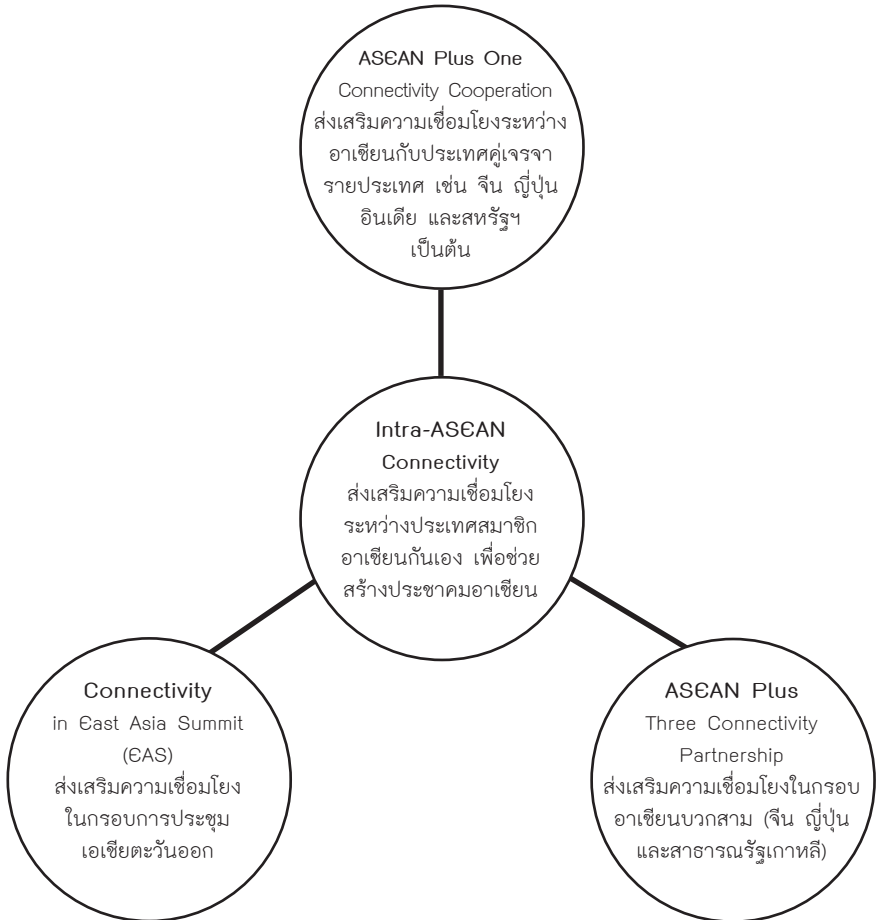 ASEAN Plus One
Connectivity Cooperation
ส่งเสริมความเชื่อมโยงระหว่าง
อาเซียนกับประเทศคู่เจรจา
รายประเทศ เช่น จีน ญี่ปุ่น
อินเดีย และสหรัฐฯ
เป็นต้น
Intra-ASEAN
Connectivity
ส่งเสริมความเชื่อมโยง
ระหว่างประเทศสมาชิก
อาเซียนกันเอง เพื่อช่วย
สร้างประชาคมอาเซียน
Connectivity
in East Asia Summit
(EAS)
ส่งเสริมความเชื่อมโยง
ในกรอบการประชุม
เอเชียตะวันออก
ASEAN Plus
Three Connectivity
Partnership
ส่งเสริมความเชื่อมโยงในกรอบ
อาเซียนบวกสาม (จีน ญี่ปุ่น
และสาธารณรัฐเกาหลี)